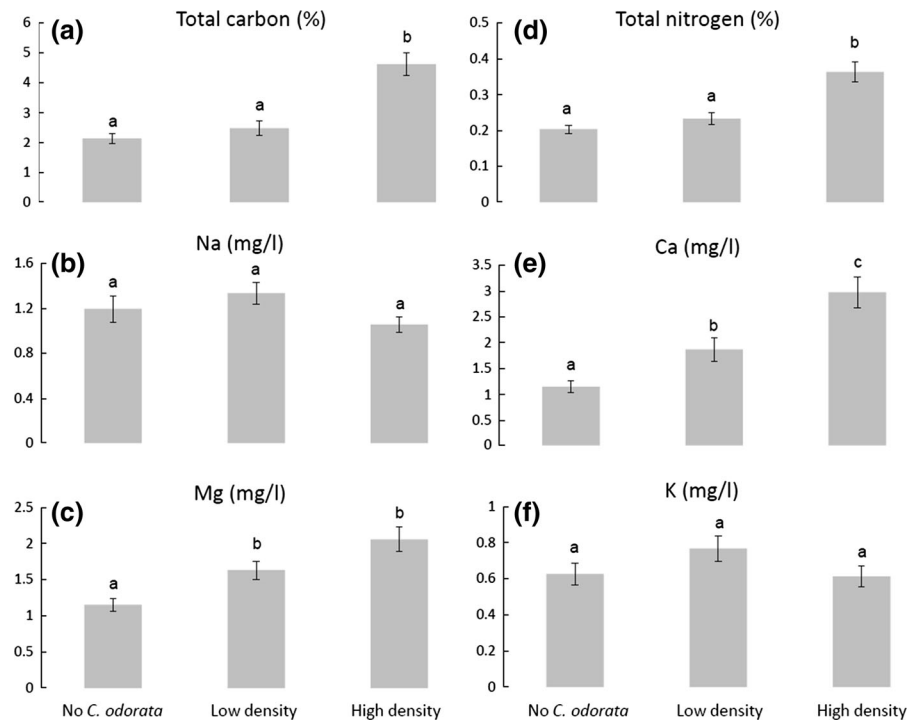 (a) Total carbon (%)
6
5
4
3
2
1
0
a
a
b
(d) Total nitrogen (%)
0.5
0.4
0.3
0.2
0.1
0
a
a
b
(b) Na (mg/l)
1.6
1.2
0.8
0.4
0
a
a
a
(e) Ca (mg/l)
3.5
3
2.5
2
1.5
1
0.5
0
a
b
c
(c) Mg (mg/l)
2.5
2
1.5
1
0.5
0
a
b
b
No C. odorata Low density High density
(f) K (mg/l)
1
0.8
0.6
0.4
0.2
0
a
a
a
No C. odorata Low density High density